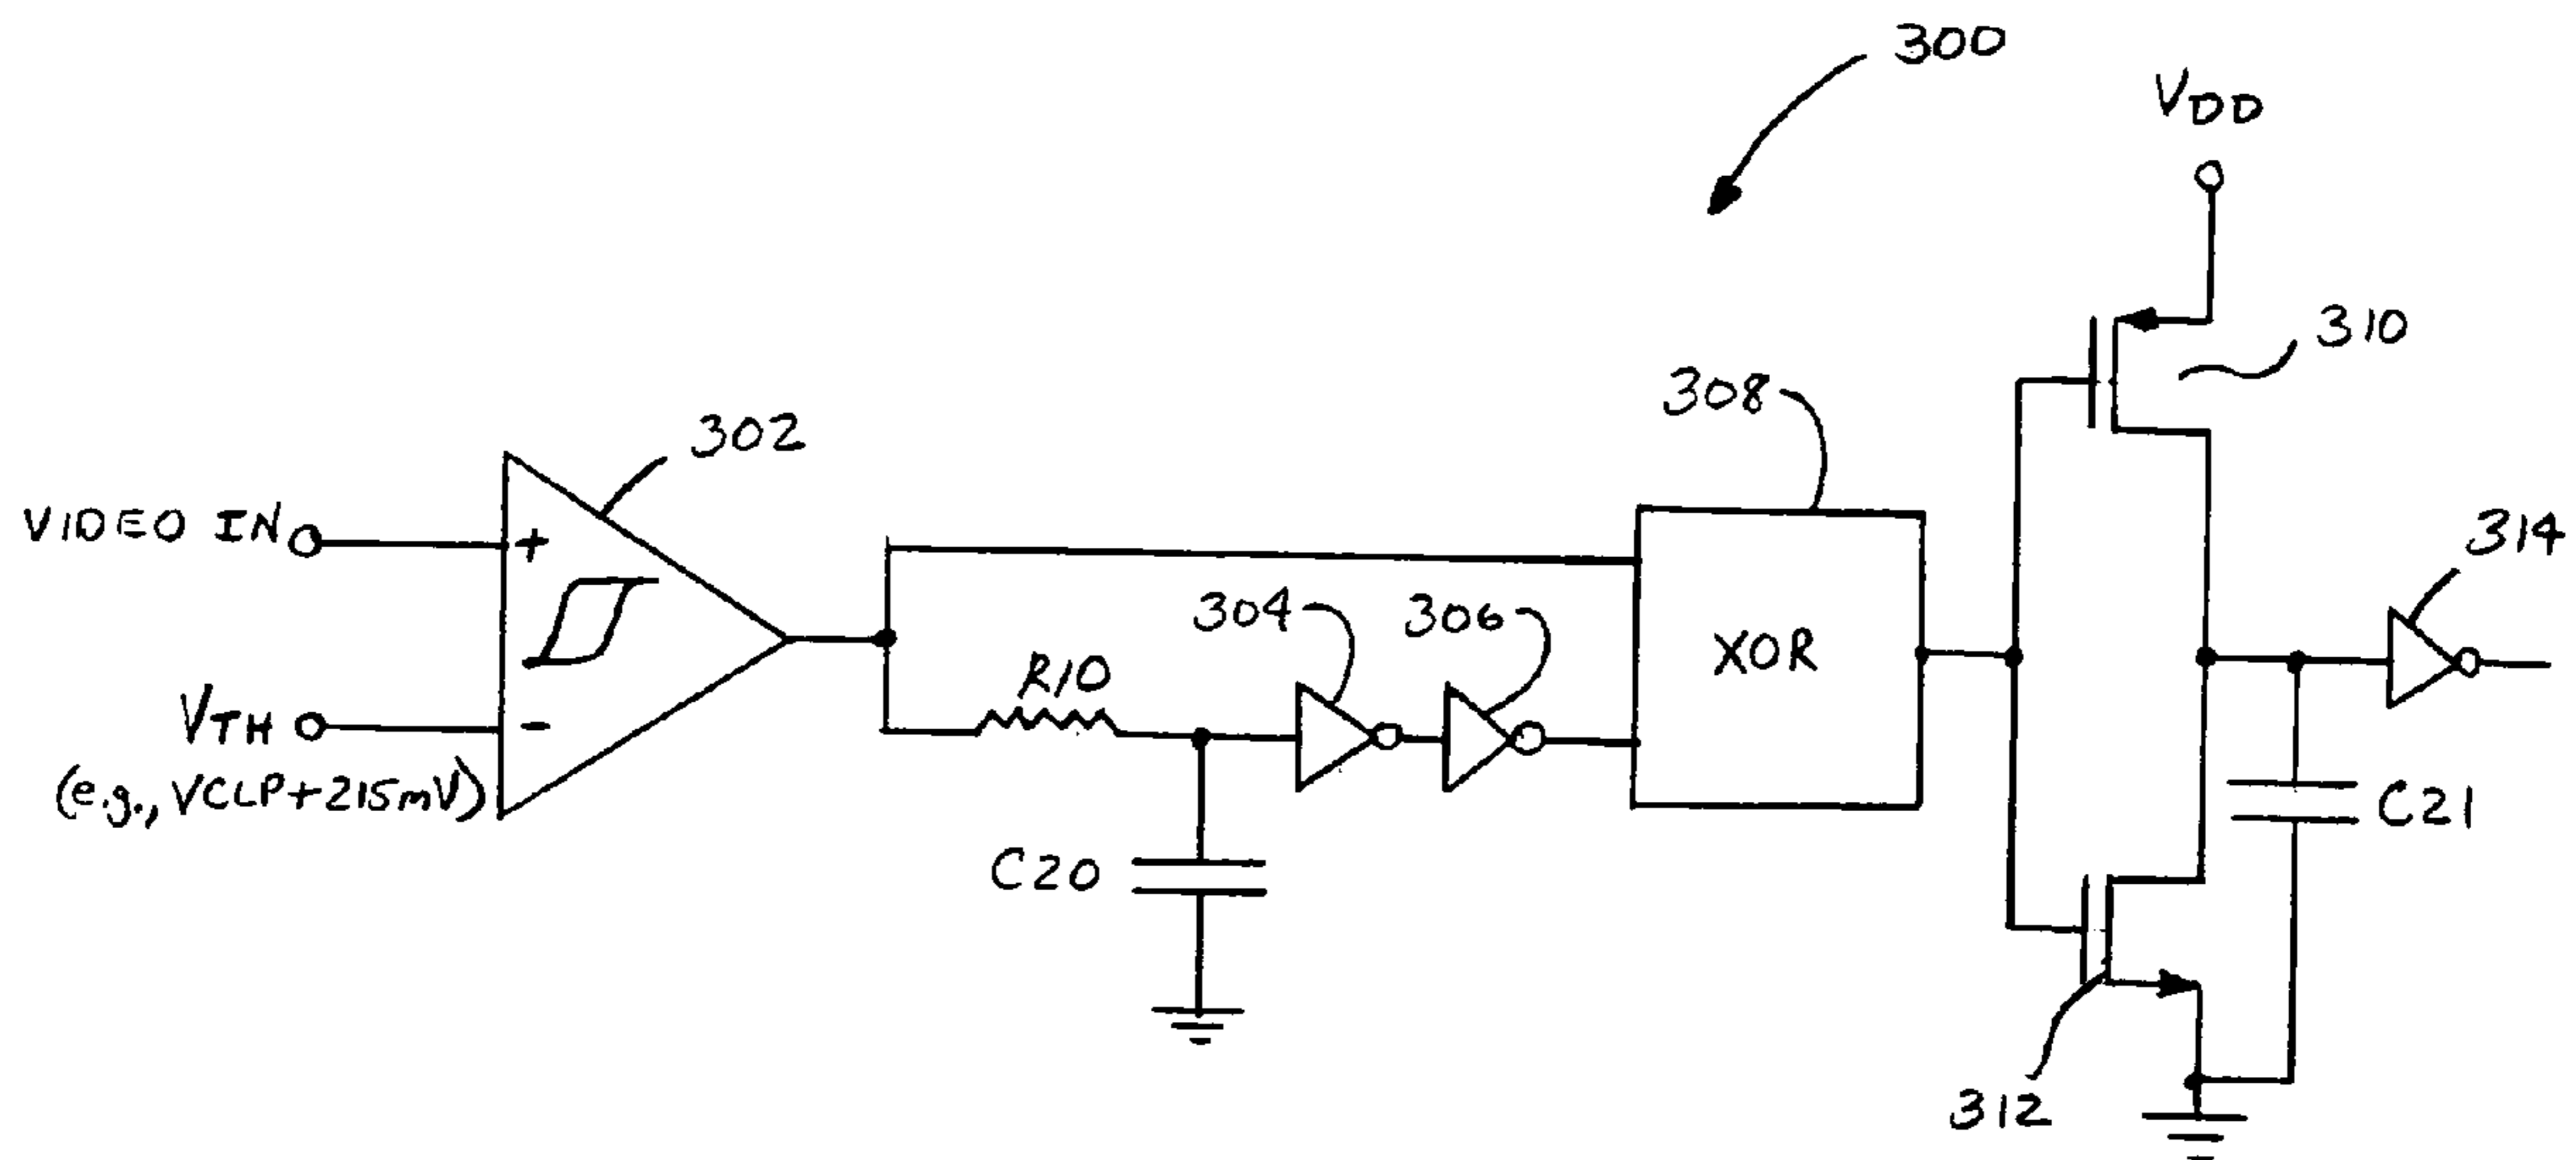 300
VDD
310
308
302
VIDEO IN
+
314
304
306
XOR
R10
VTH
-
(e.g., VCLP+215mV)
C21
C20
312